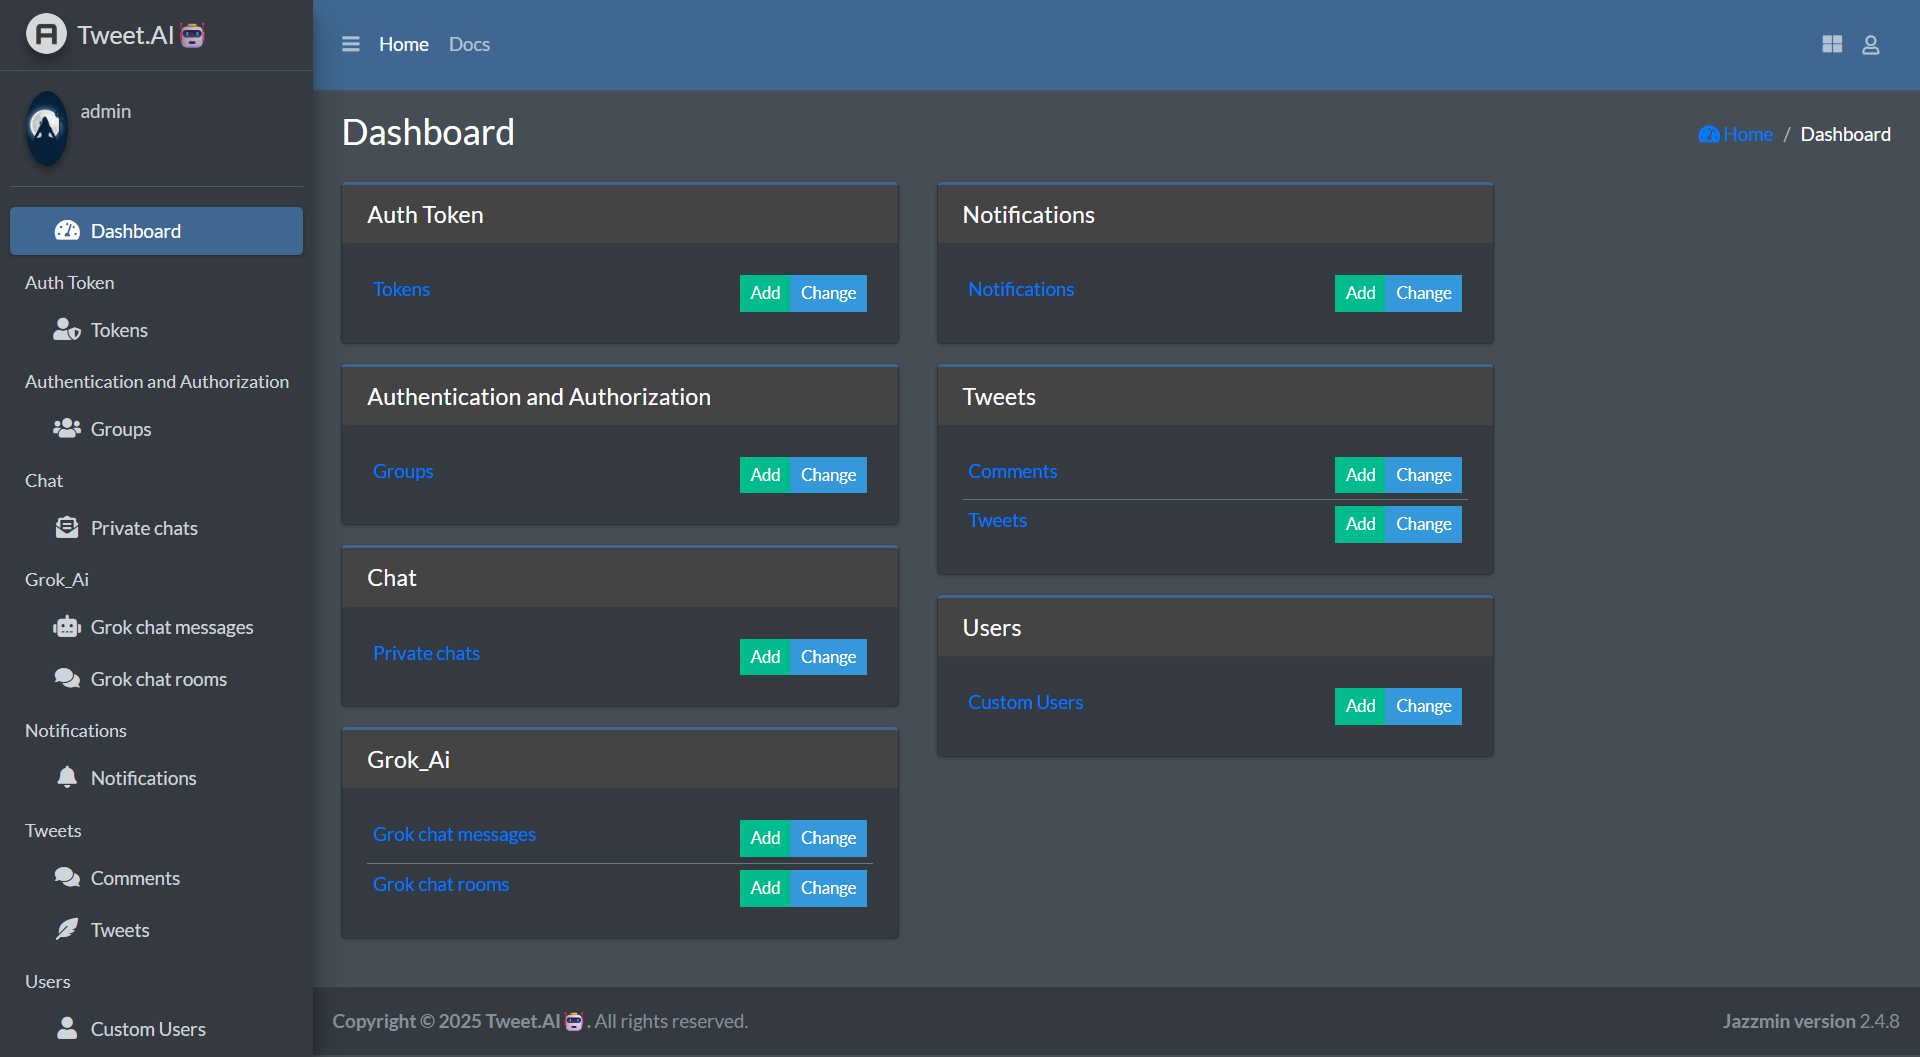 Tweet.AI
admin
Dashboard
Auth Token
Tokens
Authentication and Authorization
Groups
Chat
Private chats
Grok_Ai
Grok chat messages
Grok chat rooms
Notifications
Notifications
Tweets
Comments
Tweets
Users
Custom Users
Home Docs
Dashboard
Home / Dashboard
Auth Token
Tokens Add Change
Authentication and Authorization
Groups Add Change
Chat
Private chats Add Change
Grok_Ai
Grok chat messages Add Change
Grok chat rooms Add Change
Notifications
Notifications Add Change
Tweets
Comments Add Change
Tweets Add Change
Users
Custom Users Add Change
Copyright © 2025 Tweet.AI. All rights reserved.
Jazzmin version 2.4.8